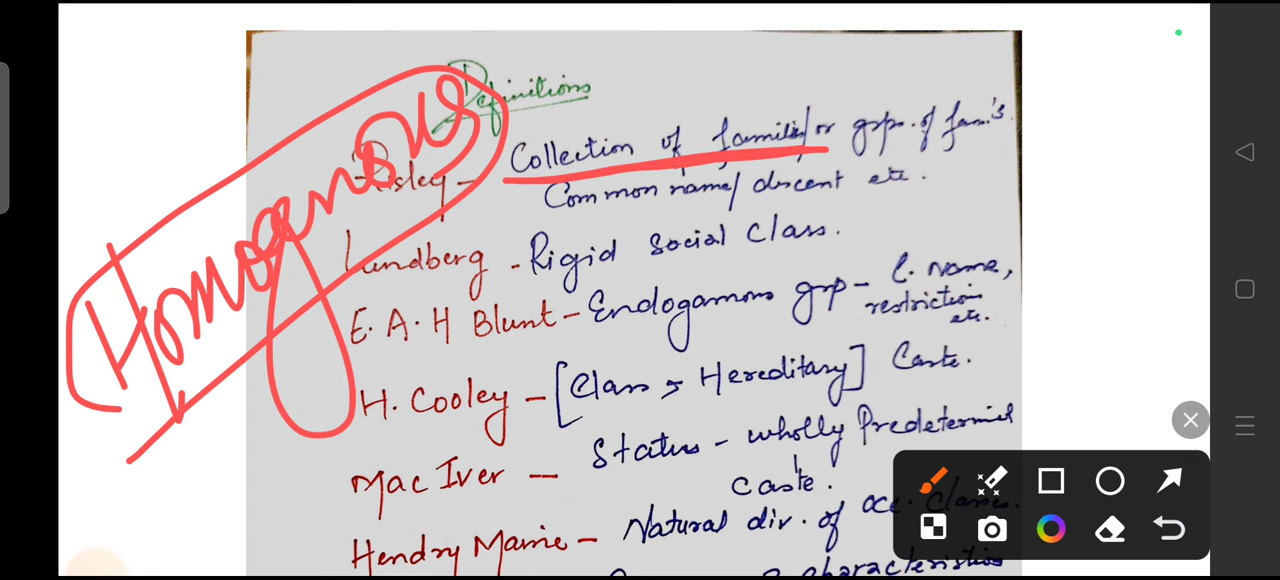 Definitions
Homogenous
Risley - Collection of families/or grp. of fam.'s
Common name/ descent etc.
Lundberg - Rigid Social Class.
E. A. H Blunt - Endogamous grp - C. name,
restriction
etc.
H. Cooley - [Class Hereditary] Caste.
Mac Iver - Status - wholly Predetermined
Caste.
Hendry Maine - Natural div. of occ. Classes.
characteristics